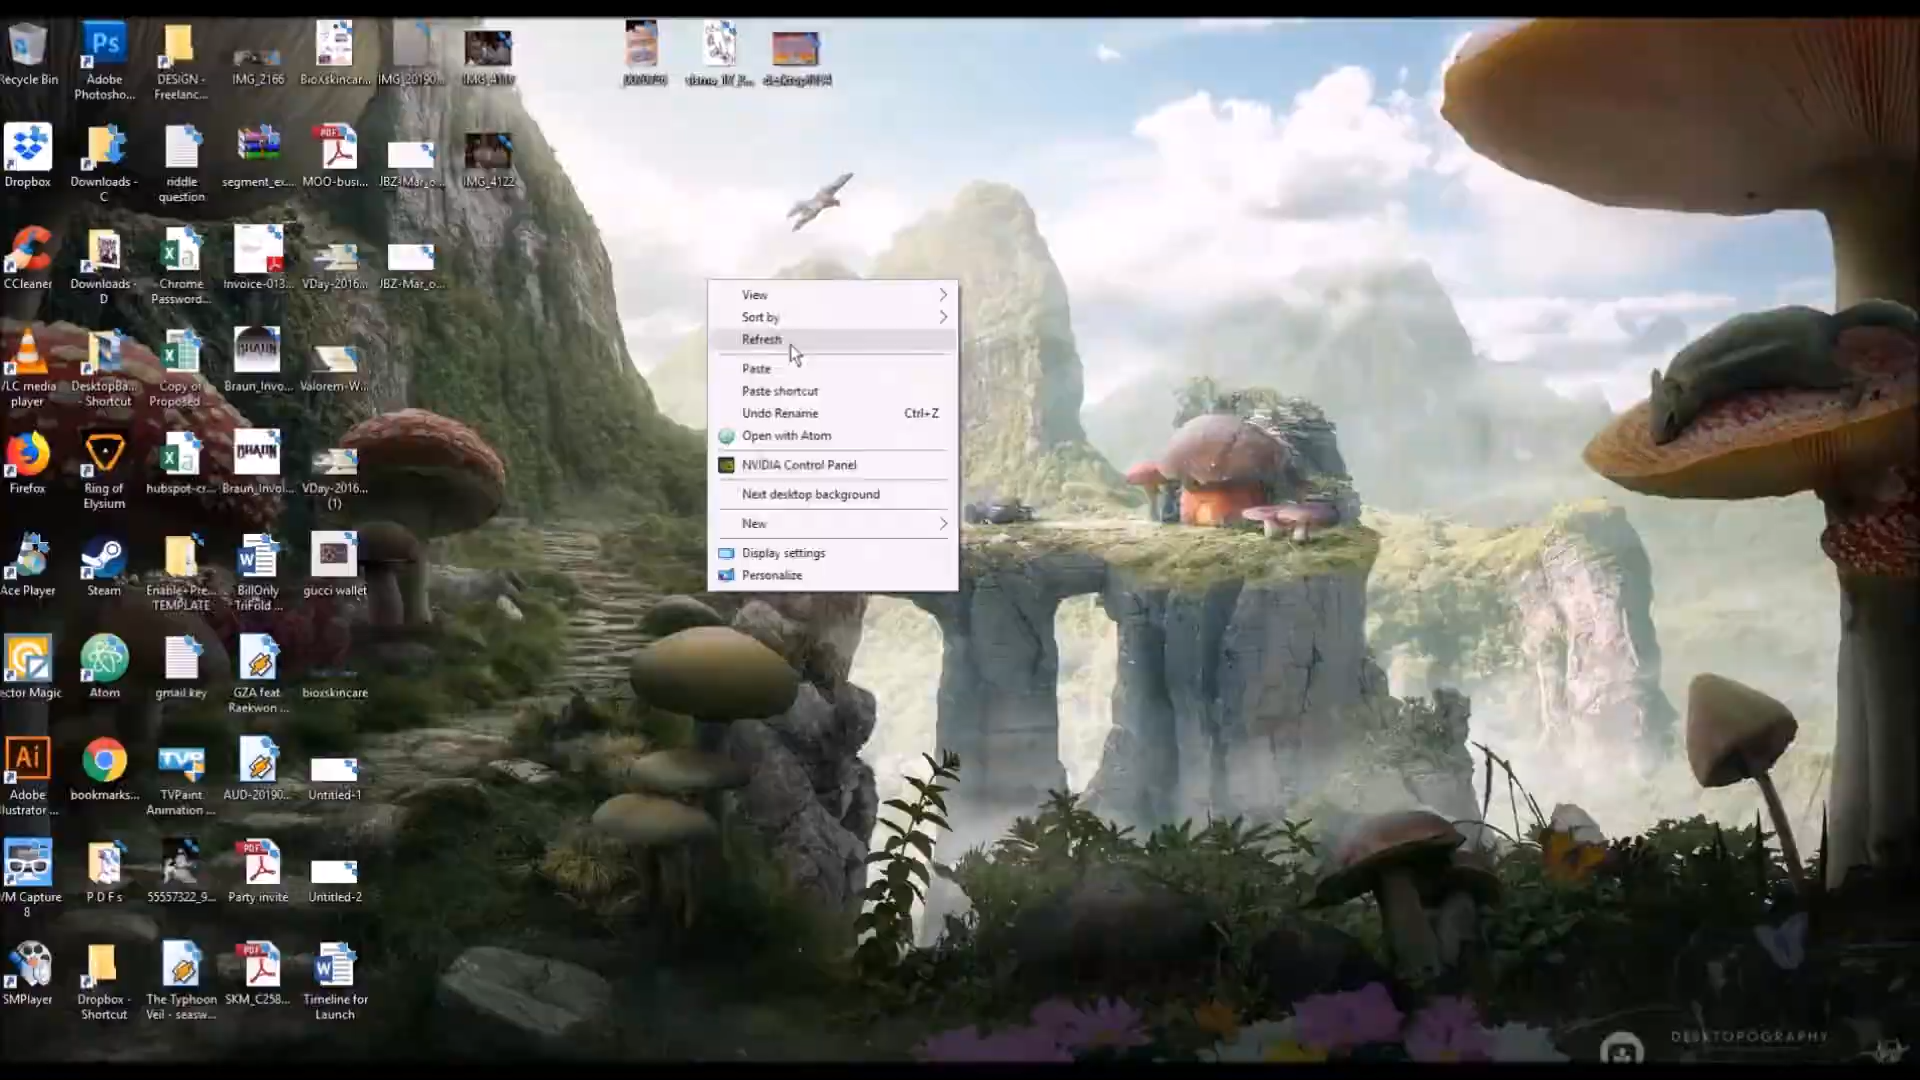 Recycle Bin
Adobe
Photosho...
DESIGN -
Freelanc...
IMG_2166
BioXskincar...
IMG_20190...
desktop1014
Dropbox
Downloads -
C
riddle
question
segment_ex...
MOO-busi...
JBZ-Mar_o...
IMG_4122
CCleaner
Downloads -
D
Chrome
Password...
Invoice-013...
VDay-2016...
JBZ-Mar_o...
VLC media
player
DesktopBa...
- Shortcut
Copy of
Proposed ...
Braun_Invo...
Valorem-W...
Firefox
Ring of
Elysium
hubspot-cr...
Braun_Invoi...
VDay-2016...
(1)
Ace Player
Steam
Enable+Pre...
TEMPLATE
BillOnly
TriFold ...
gucci wallet
ector Magic
Atom
gmail key
GZA feat
Raekwon ...
bioxskincare
Adobe
llustrator ...
bookmarks...
TVPaint
Animation ...
AUD-20190...
Untitled-1
VM Capture
8
P D F s
55557322_9...
Party invite
Untitled-2
SMPlayer
Dropbox -
Shortcut
The Typhoon
Veil - seasw...
SKM_C258...
Timeline for
Launch
View
Sort by
Refresh
Paste
Paste shortcut
Undo Rename Ctrl+Z
Open with Atom
NVIDIA Control Panel
Next desktop background
New
Display settings
Personalize
DESKTOPOGRAPHY